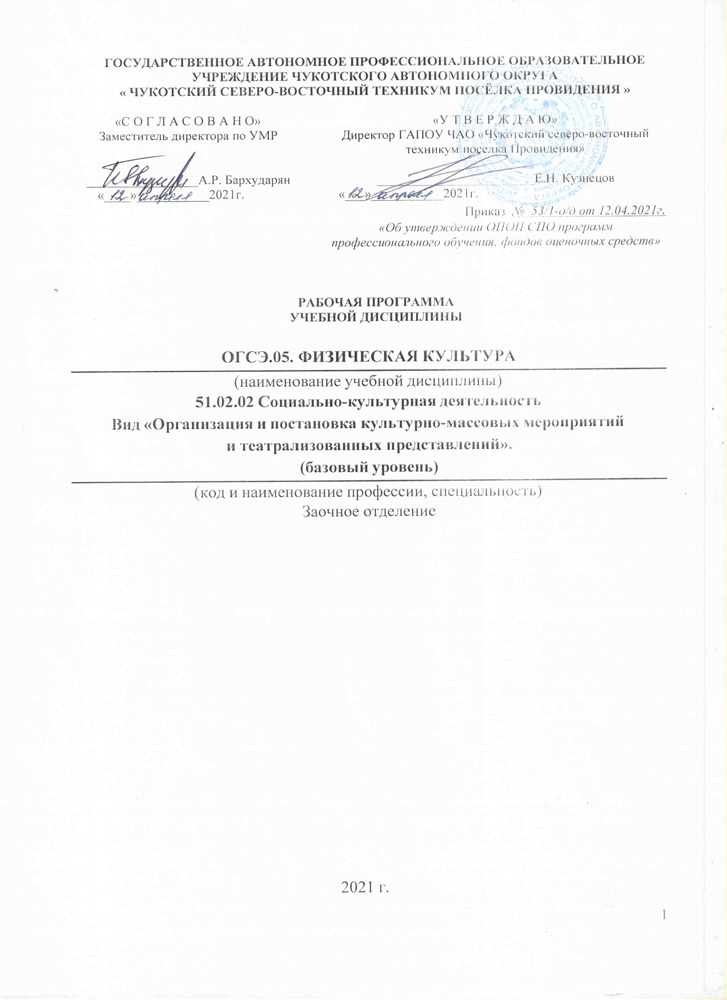 ГОСУДАРСТВЕННОЕ АВТОНОМНОЕ ПРОФЕССИОНАЛЬНОЕ ОБРАЗОВАТЕЛЬНОЕ
УЧРЕЖДЕНИЕ ЧУКОТСКОГО АВТОНОМНОГО ОКРУГА
« ЧУКОТСКИЙ СЕВЕРО-ВОСТОЧНЫЙ ТЕХНИКУМ ПОСЁЛКА ПРОВИДЕНИЯ »
«С О Г Л А С О В А Н О»
Заместитель директора по УМР
А.Р. Бархударян
«12» апреля 2021г.
«У Т В Е Р Ж Д А Ю»
Директор ГАПОУ ЧАО «Чукотский северо-восточный
техникум поселка Провидения»
Е.Н. Кузнецов
«12» апреля 2021г.
Приказ № 53/1-о/д от 12.04.2021г.
«Об утверждении ОПОП СПО программ
профессионального обучения, фондов оценочных средств»
РАБОЧАЯ ПРОГРАММА
УЧЕБНОЙ ДИСЦИПЛИНЫ
ОГСЭ.05. ФИЗИЧЕСКАЯ КУЛЬТУРА
(наименование учебной дисциплины)
51.02.02 Социально-культурная деятельность
Вид «Организация и постановка культурно-массовых мероприятий
и театрализованных представлений».
(базовый уровень)
(код и наименование профессии, специальность)
Заочное отделение
2021 г.
1